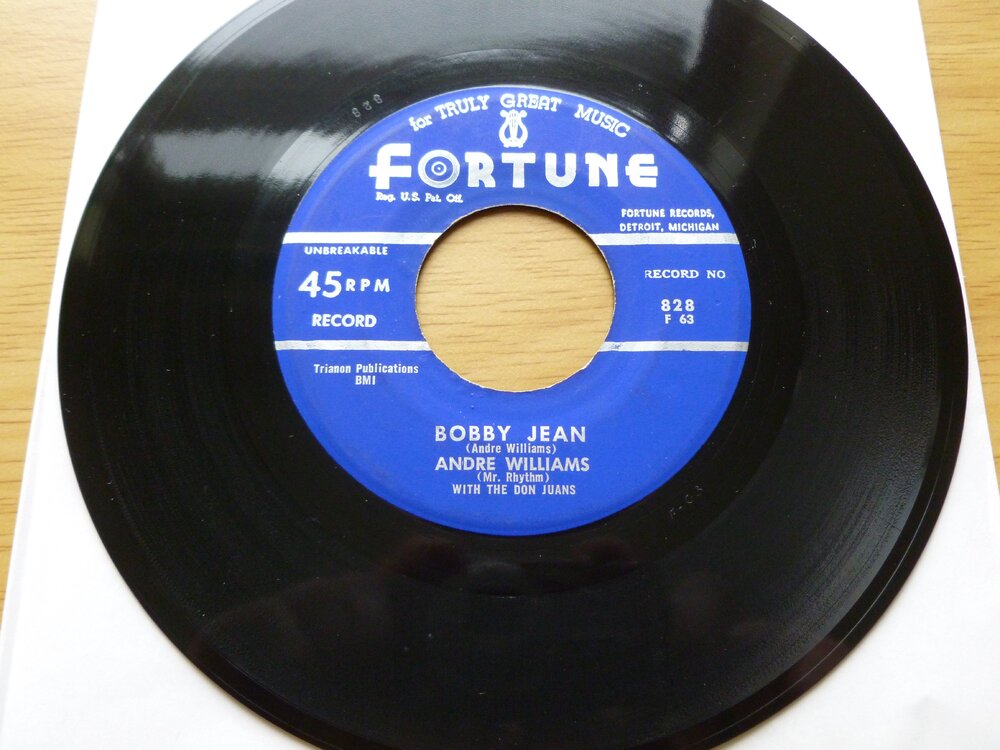 828
for TRULY GREAT MUSIC
FORTUNE
Reg. U.S. Pat. Off.
FORTUNE RECORDS,
DETROIT, MICHIGAN
UNBREAKABLE
45 RPM
RECORD
RECORD NO
828
F 63
Trianon Publications
BMI
BOBBY JEAN
(Andre Williams)
ANDRE WILLIAMS
(Mr. Rhythm)
WITH THE DON JUANS